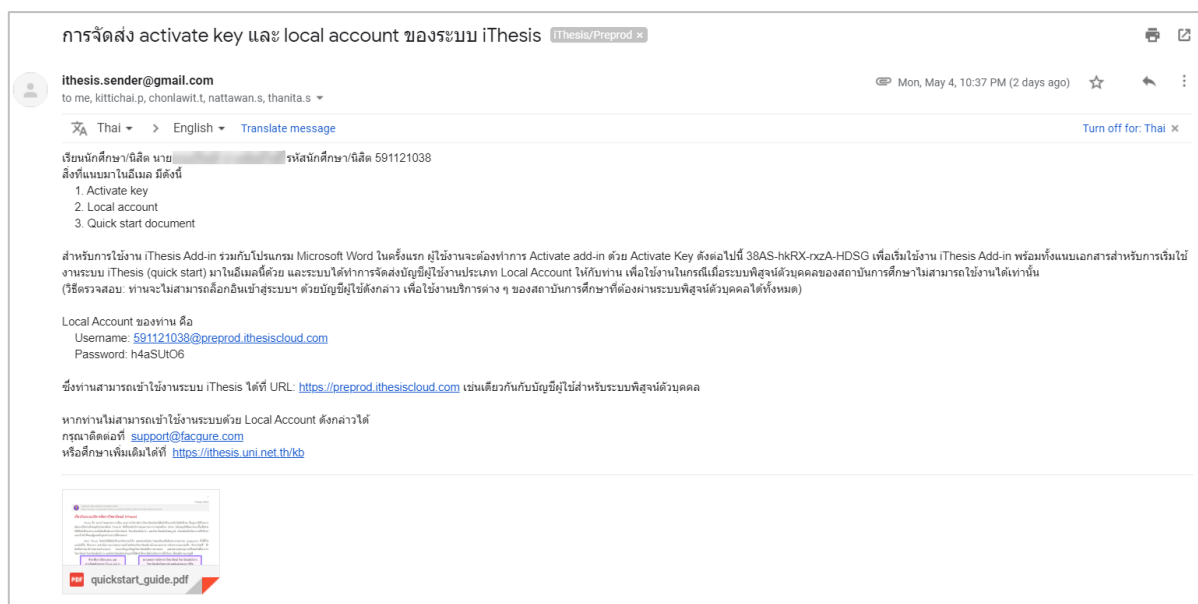 การจัดส่ง activate key และ local account ของระบบ iThesis iThesis/Preprod ×
ithesis.sender@gmail.com
Mon, May 4, 10:37 PM (2 days ago)
to me, kittichai.p, chonlawit.t, nattawan.s, thanita.s
Thai > English Translate message Turn off for: Thai ×
เรียนนักศึกษา/นิสิต นาย รหัสนักศึกษา/นิสิต 591121038
สิ่งที่แนบมาในอีเมล มีดังนี้
1. Activate key
2. Local account
3. Quick start document
สำหรับการใช้งาน iThesis Add-in ร่วมกับโปรแกรม Microsoft Word ในครั้งแรก ผู้ใช้งานจะต้องทำการ Activate add-in ด้วย Activate Key ดังต่อไปนี้ 38AS-hkRX-rxzA-HDSG เพื่อเริ่มใช้งาน iThesis Add-in พร้อมทั้งแนบเอกสารสำหรับการเริ่มใช้
งานระบบ iThesis (quick start) มาในอีเมลนี้ด้วย และระบบได้ทำการจัดส่งบัญชีผู้ใช้งานประเภท Local Account ให้กับท่าน เพื่อใช้งานในกรณีเมื่อระบบพิสูจน์ตัวบุคคลของสถาบันการศึกษาไม่สามารถใช้งานได้เท่านั้น
(วิธีตรวจสอบ: ท่านจะไม่สามารถล็อกอินเข้าสู่ระบบฯ ด้วยบัญชีผู้ใช้ดังกล่าว เพื่อใช้งานบริการต่าง ๆ ของสถาบันการศึกษาที่ต้องผ่านระบบพิสูจน์ตัวบุคคลได้ทั้งหมด)
Local Account ของท่าน คือ
Username: 591121038@preprod.ithesiscloud.com
Password: h4aSUtO6
ซึ่งท่านสามารถเข้าใช้งานระบบ iThesis ได้ที่ URL: https://preprod.ithesiscloud.com เช่นเดียวกันกับบัญชีผู้ใช้สำหรับระบบพิสูจน์ตัวบุคคล
หากท่านไม่สามารถเข้าใช้งานระบบด้วย Local Account ดังกล่าวได้
กรุณาติดต่อที่ support@facgure.com
หรือศึกษาเพิ่มเติมได้ที่ https://ithesis.uni.net.th/kb
PDF quickstart_guide.pdf